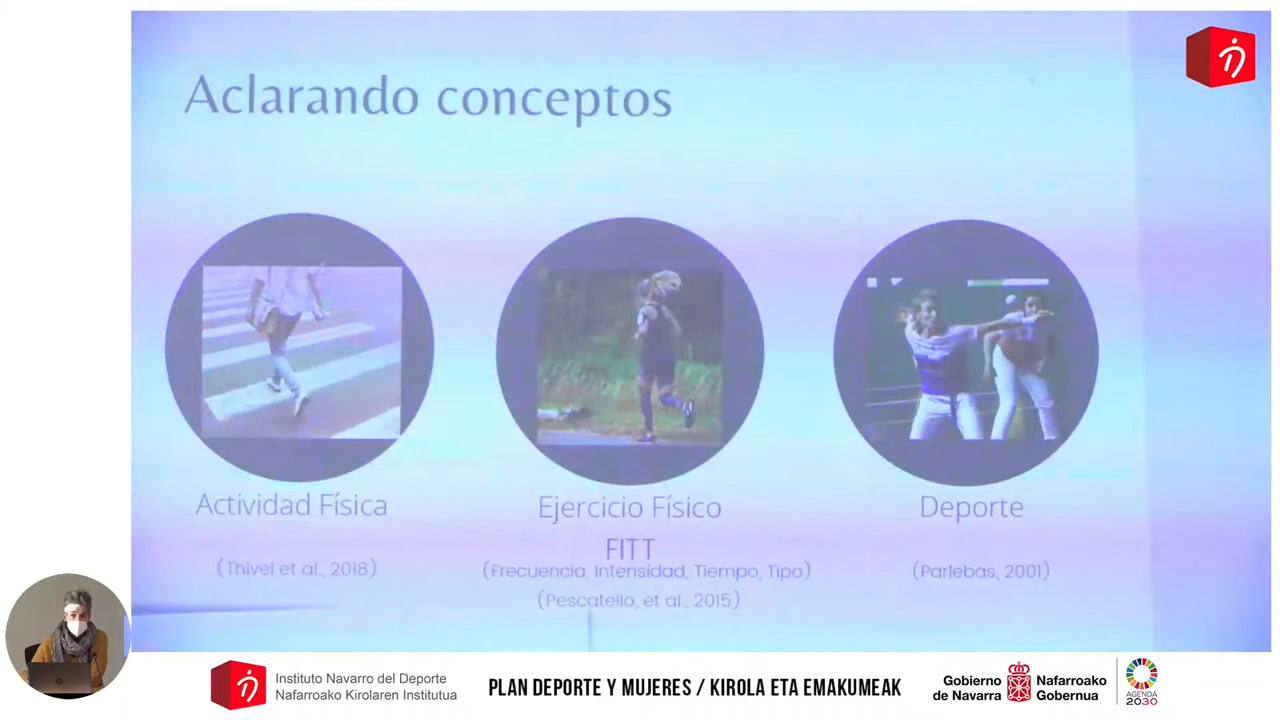 Aclarando conceptos
Actividad Física
(Thivel et al., 2018)
Ejercicio Físico
FITT
(Frecuencia, Intensidad, Tiempo, Tipo)
(Pescatello, et al., 2015)
Deporte
(Parlebas, 2001)
Instituto Navarro del Deporte
Nafarroako Kirolaren Institutua
PLAN DEPORTE Y MUJERES / KIROLA ETA EMAKUMEAK
Gobierno
de Navarra
Nafarroako
Gobernua
AGENDA
2030